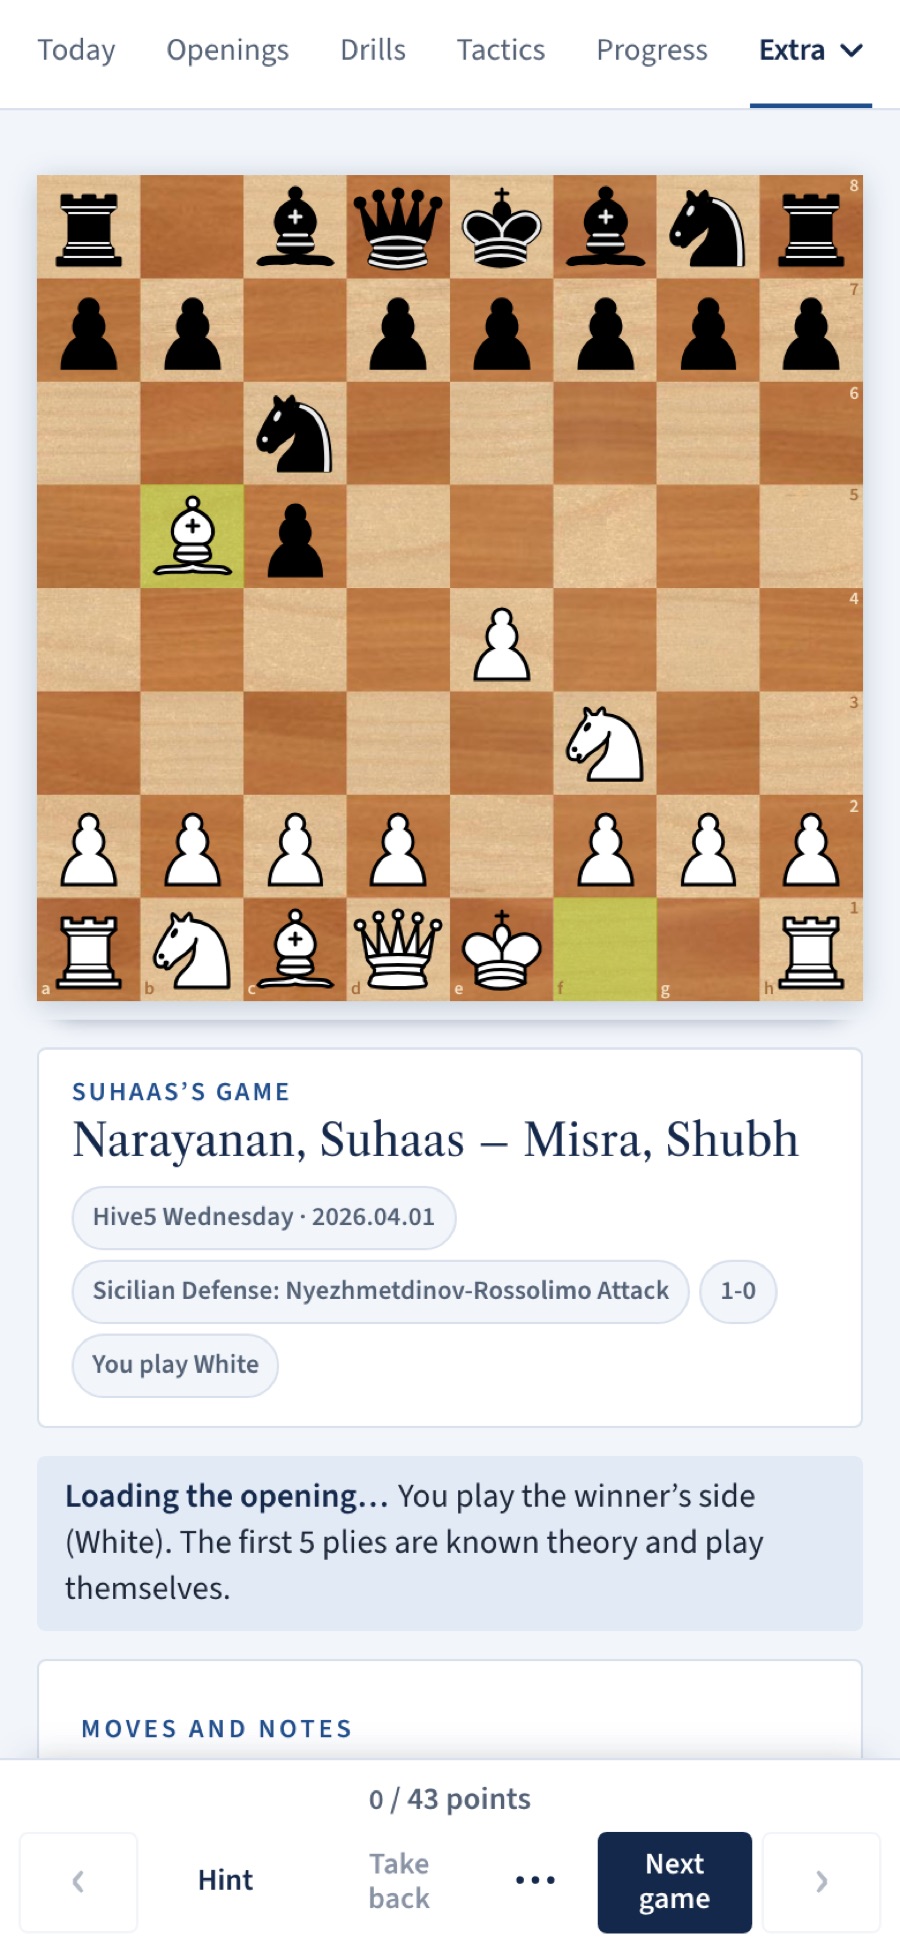 Today Openings Drills Tactics Progress Extra
8
7
6
5
4
3
2
1
a b c d e f g h
SUHAAS’S GAME
Narayanan, Suhaas – Misra, Shubh
Hive5 Wednesday · 2026.04.01
Sicilian Defense: Nyezhmetdinov-Rossolimo Attack 1-0
You play White
Loading the opening… You play the winner’s side
(White). The first 5 plies are known theory and play
themselves.
MOVES AND NOTES
0 / 43 points
‹ Hint Take back ••• Next game ›